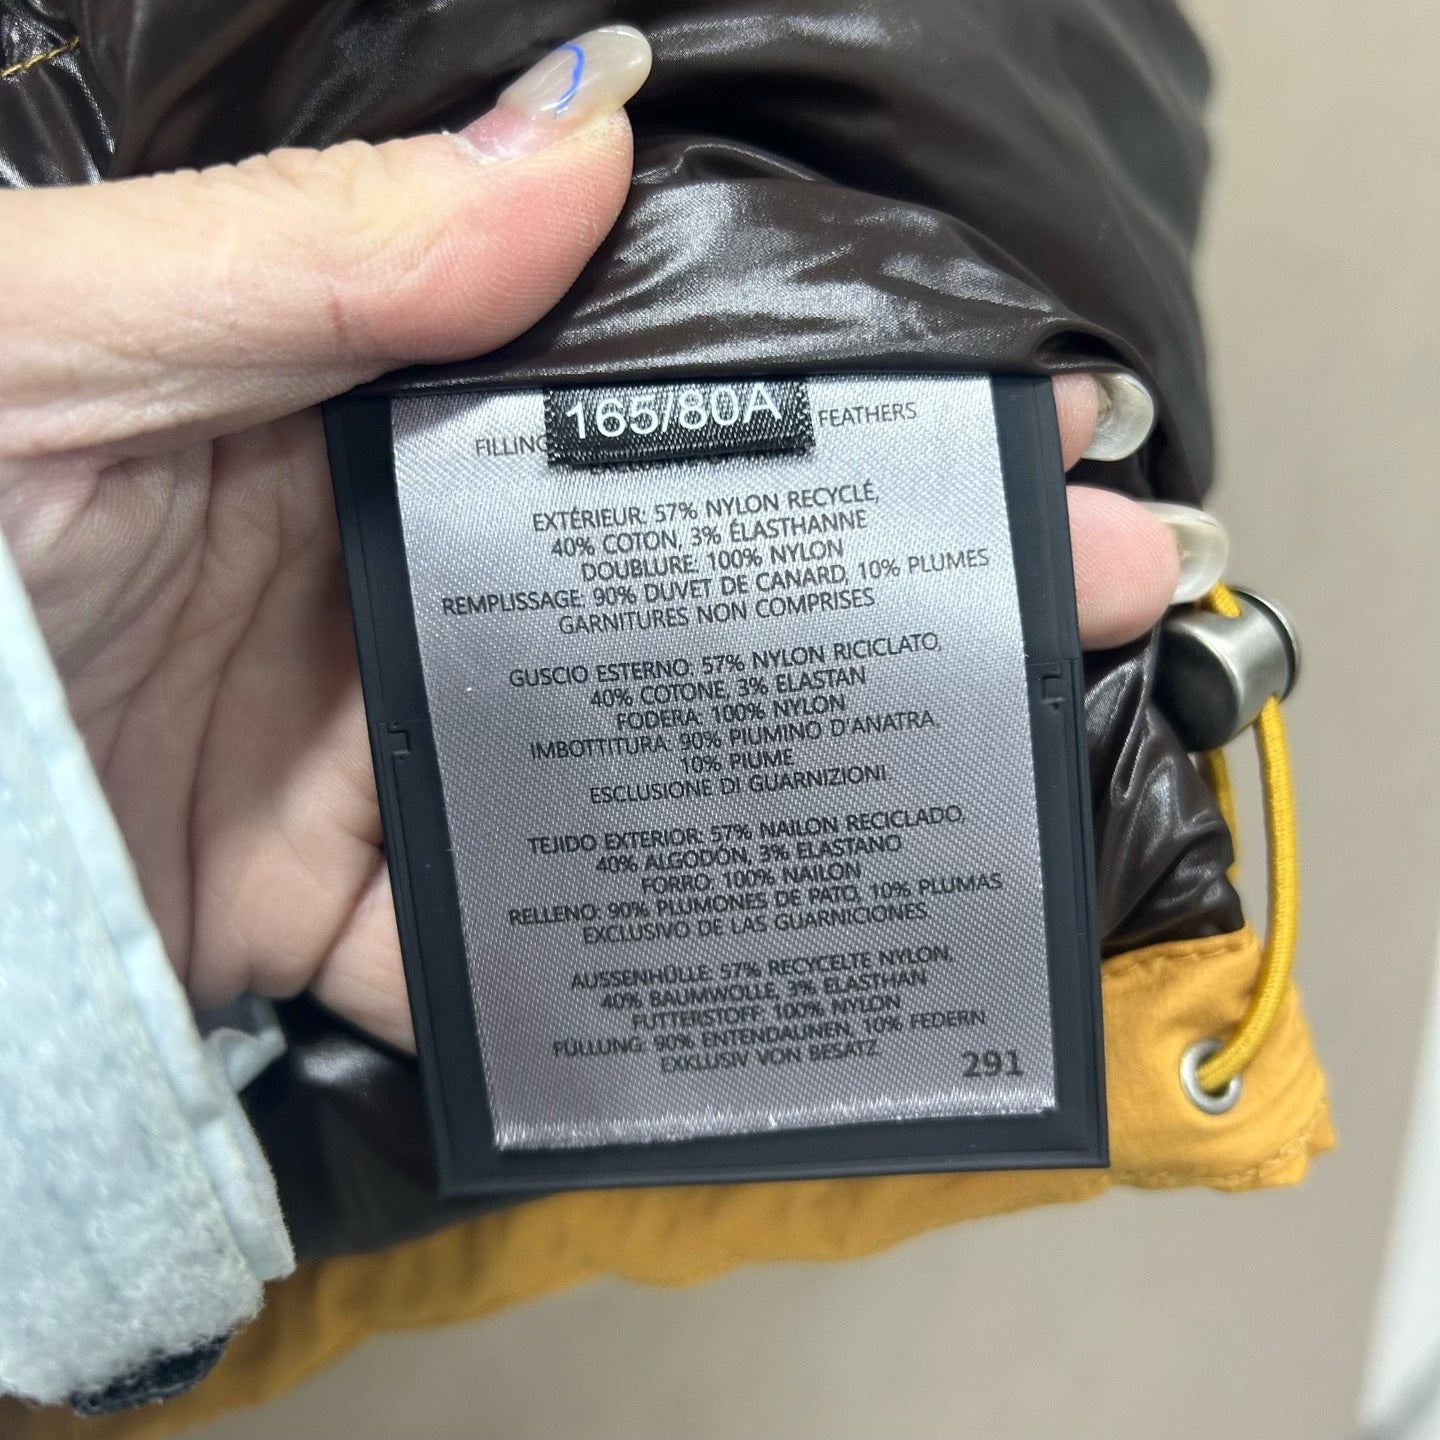 165/80A
FEATHERS
FILLING
EXTÉRIEUR: 57% NYLON RECYCLÉ,
40% COTON, 3% ÉLASTHANNE
DOUBLURE: 100% NYLON
REMPLISSAGE: 90% DUVET DE CANARD, 10% PLUMES
GARNITURES NON COMPRISES
GUSCIO ESTERNO: 57% NYLON RICICLATO,
40% COTONE, 3% ELASTAN
FODERA: 100% NYLON
IMBOTTITURA: 90% PIUMINO D'ANATRA,
10% PIUME
ESCLUSIONE DI GUARNIZIONI.
TEJIDO EXTERIOR: 57% NAILON RECICLADO,
40% ALGODÓN, 3% ELASTANO
FORRO: 100% NAILON
RELLENO: 90% PLUMONES DE PATO, 10% PLUMAS
EXCLUSIVO DE LAS GUARNICIONES
AUSSENHÜLLE: 57% RECYCELTE NYLON,
40% BAUMWOLLE, 3% ELASTHAN
FUTTERSTOFF: 100% NYLON
FÜLLUNG: 90% ENTENDAUNEN, 10% FEDERN
EXKLUSIV VON BESATZ
291